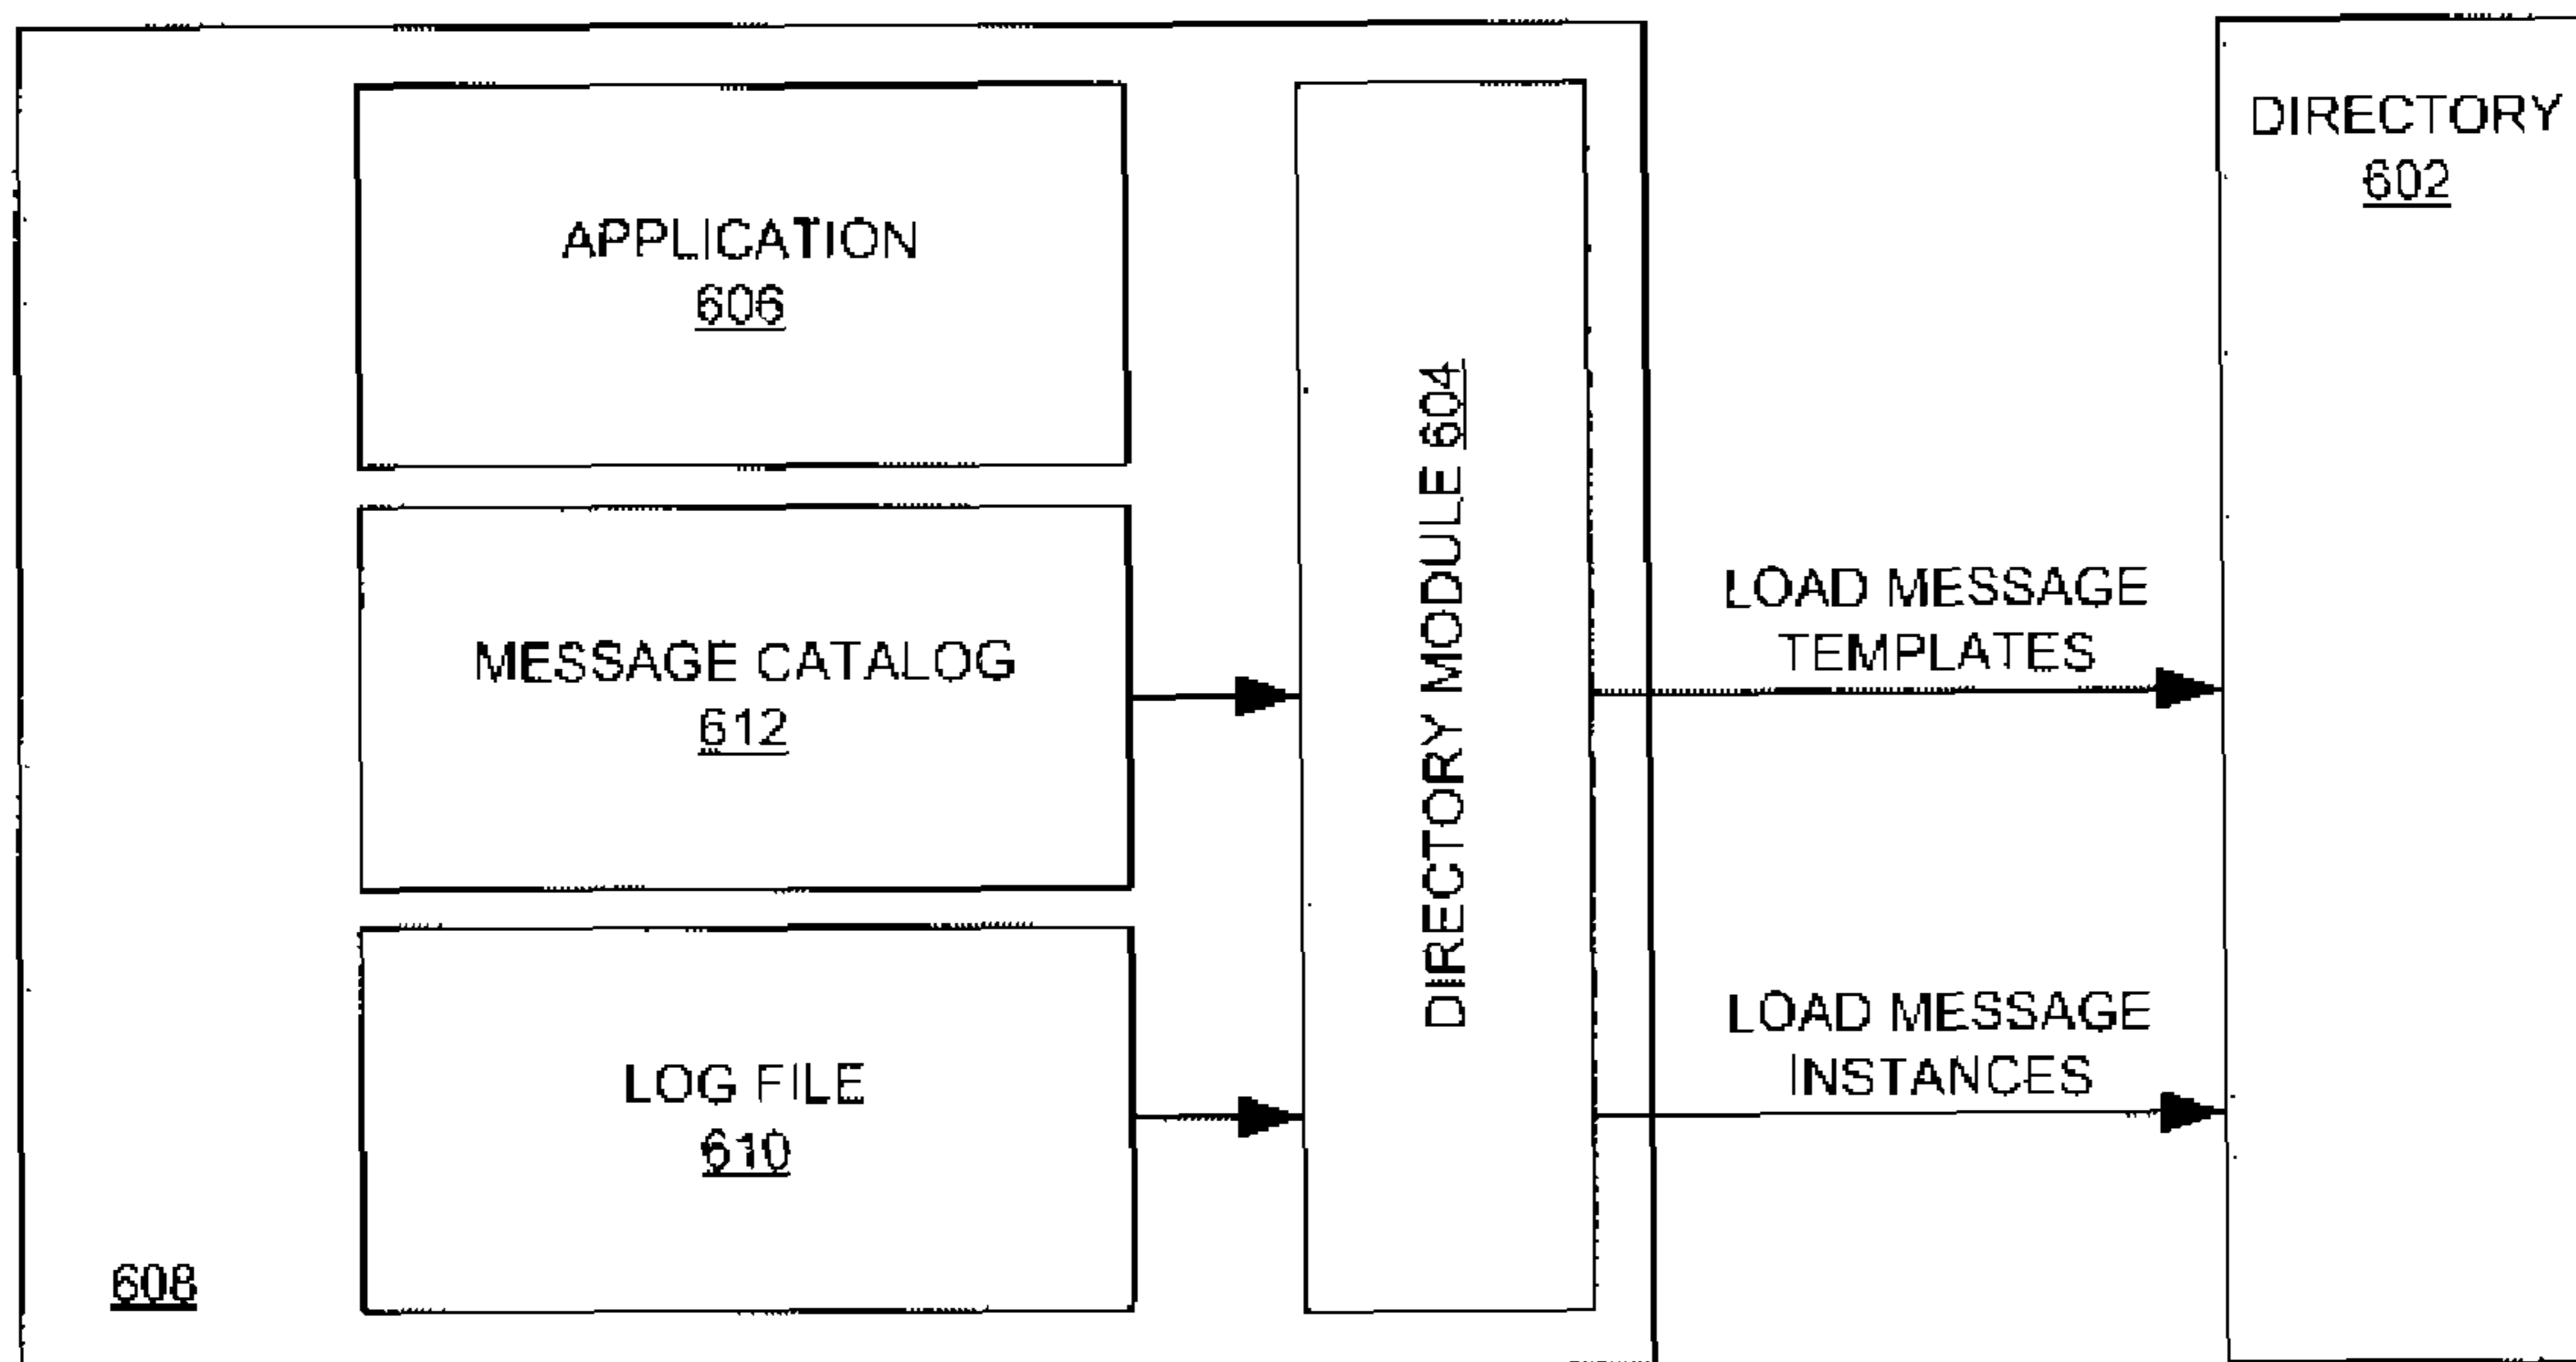 APPLICATION
606
MESSAGE CATALOG
612
LOG FILE
610
608
DIRECTORY MODULE 604
LOAD MESSAGE
TEMPLATES
LOAD MESSAGE
INSTANCES
DIRECTORY
602